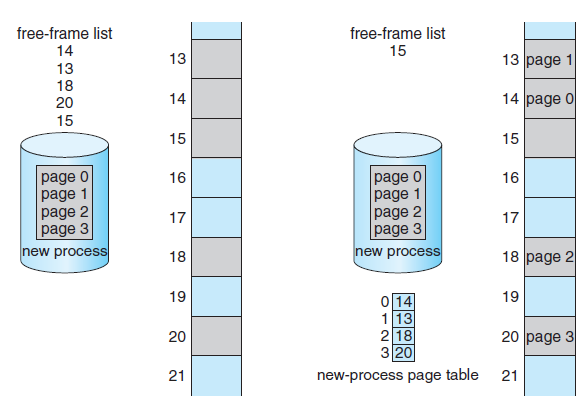 free-frame list
14
13
18
20
15
page 0
page 1
page 2
page 3
new process
13
14
15
16
17
18
19
20
21
free-frame list
15
page 0
page 1
page 2
page 3
new process
0 14
1 13
2 18
3 20
new-process page table
13 page 1
14 page 0
15
16
17
18 page 2
19
20 page 3
21